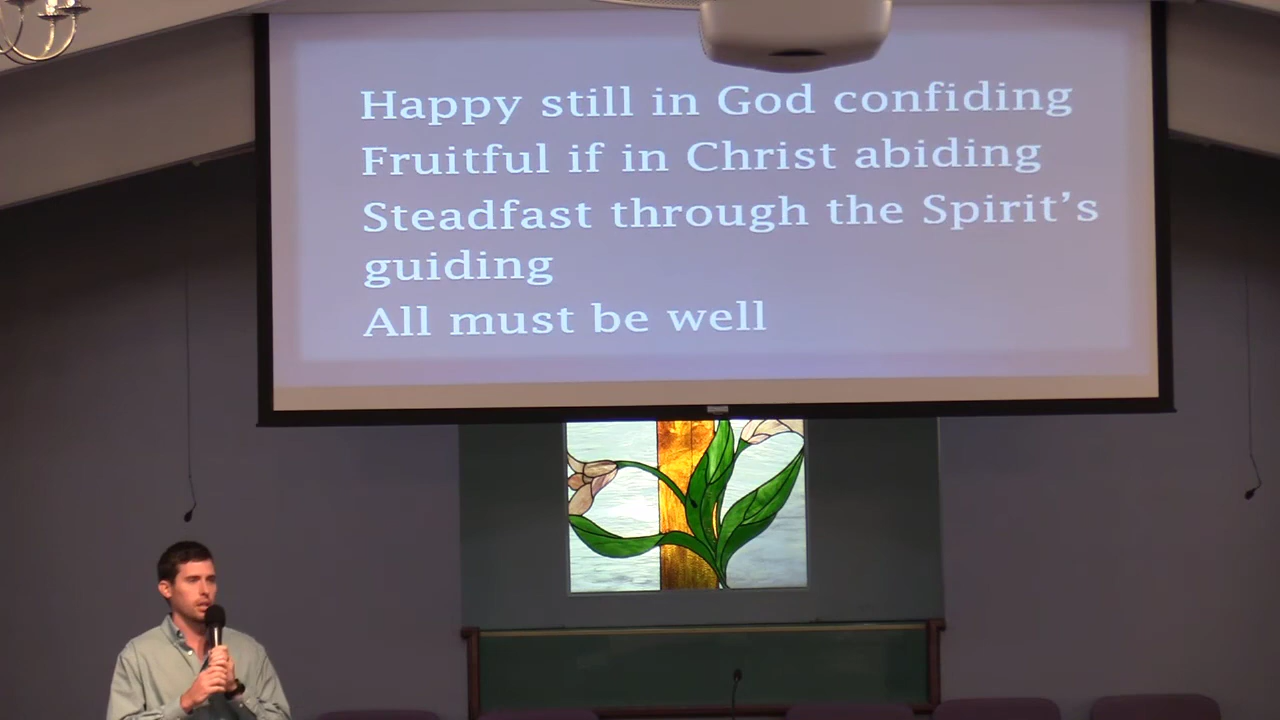 Happy still in God confiding
Fruitful if in Christ abiding
Steadfast through the Spirit’s
guiding
All must be well